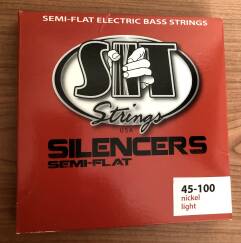 SEMI-FLAT ELECTRIC BASS STRINGS
SIT
Strings
USA
SILENCERS
SEMI-FLAT
45-100
nickel
light